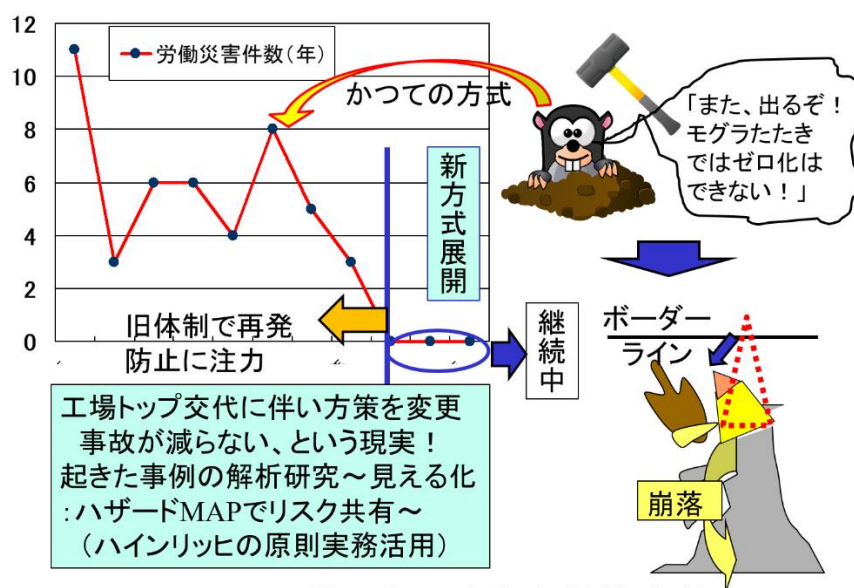 12
10
8
6
4
2
0
労働災害件数(年)
かつての方式
「また、出るぞ！
モグラたたき
ではゼロ化は
できない！」
新方式展開
旧体制で再発
防止に注力
継続中
ボーダー
ライン
崩落
工場トップ交代に伴い方策を変更
事故が減らない、という現実！
起きた事例の解析研究～見える化
:ハザードMAPでリスク共有～
（ハインリッヒの原則実務活用）